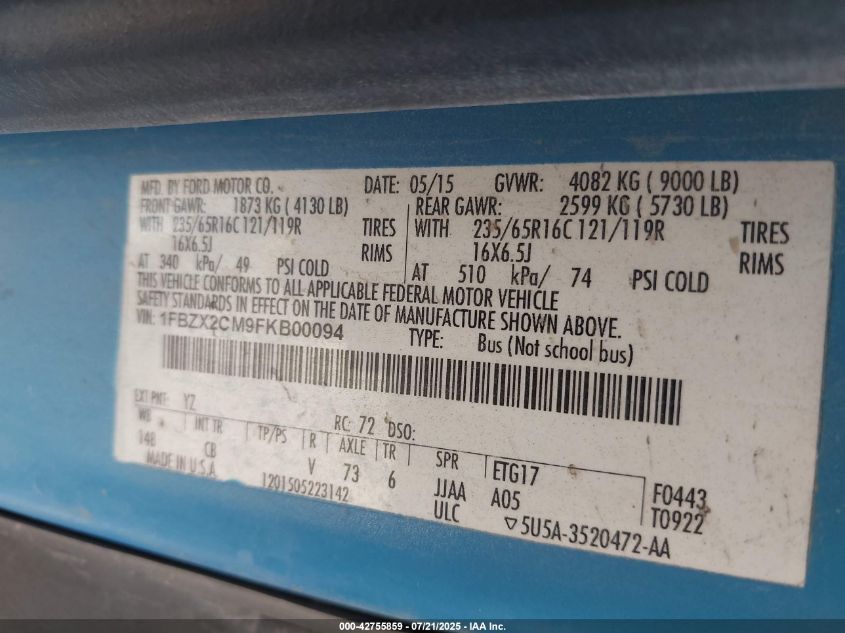 MFD. BY FORD MOTOR CO. DATE: 05/15 GVWR: 4082 KG ( 9000 LB)
FRONT GAWR: 1873 KG ( 4130 LB) REAR GAWR: 2599 KG ( 5730 LB)
WITH 235/65R16C 121/119R TIRES WITH 235/65R16C 121/119R TIRES
16X6.5J RIMS 16X6.5J RIMS
AT 340 kPa/ 49 PSI COLD AT 510 kPa/ 74 PSI COLD
THIS VEHICLE CONFORMS TO ALL APPLICABLE FEDERAL MOTOR VEHICLE
SAFETY STANDARDS IN EFFECT ON THE DATE OF MANUFACTURE SHOWN ABOVE.
VIN: 1FBZX2CM9FKB00094 TYPE: Bus (Not school bus)
EXT PNT: YZ RC: 72 DSO:
WB INT TR TP/PS R AXLE TR SPR ETG17 F0443
148 CB V 73 6 JJAA A05 T0922
MADE IN U.S.A. 1201505223142 ULC ▽5U5A-3520472-AA
000-42755859 - 07/21/2025 - IAA Inc.